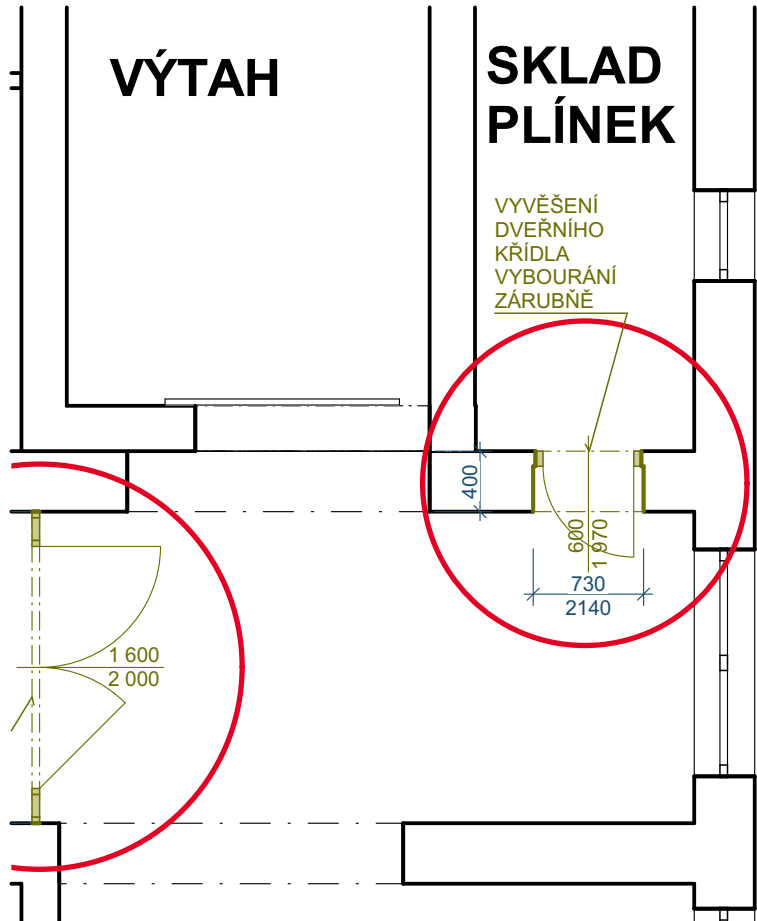 VÝTAH
SKLAD
PLÍNEK
VYVĚŠENÍ
DVEŘNÍHO
KŘÍDLA
VYBOURÁNÍ
ZÁRUBNĚ
400
600
1 970
730
2140
1 600
2 000